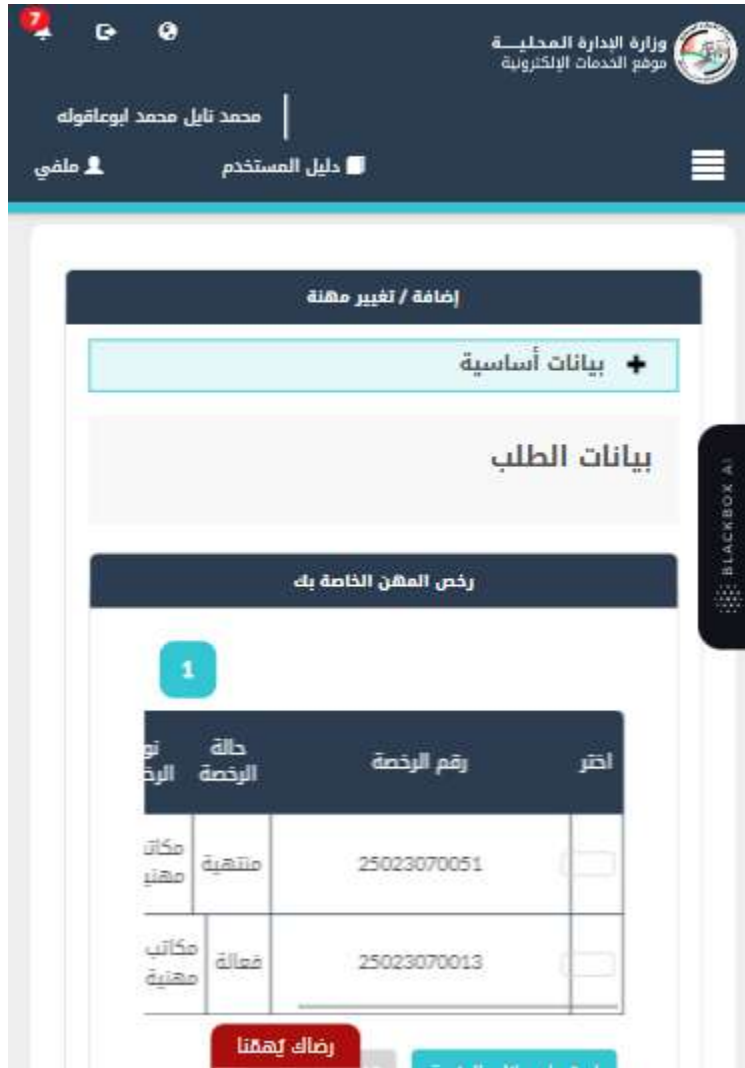 7
وزارة الإدارة المحليـــة
موقع الخدمات الإلكترونية
محمد نايل محمد ابوعاقوله
دليل المستخدم
ملفي
إضافة / تغيير مهنة
+ بيانات أساسية
بيانات الطلب
BLACKBOX AI
رخص المهن الخاصة بك
1
اختر رقم الرخصة حالة الرخصة
25023070051 منتهية
25023070013 فعالة مكاتب مهنية
رضاك يُهمّنا